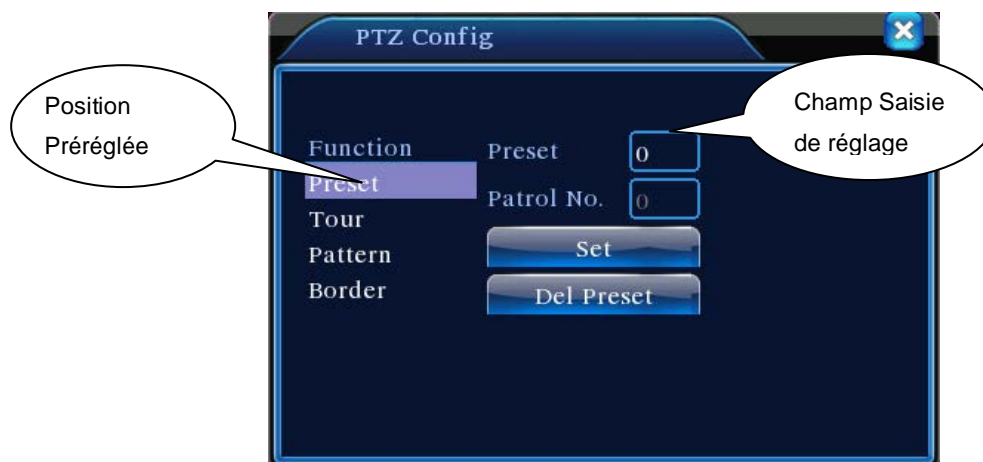 PTZ Config
Position
Préréglée
Champ Saisie
de réglage
Function
Preset
Tour
Pattern
Border
Preset
0
Patrol No.
0
Set
Del Preset